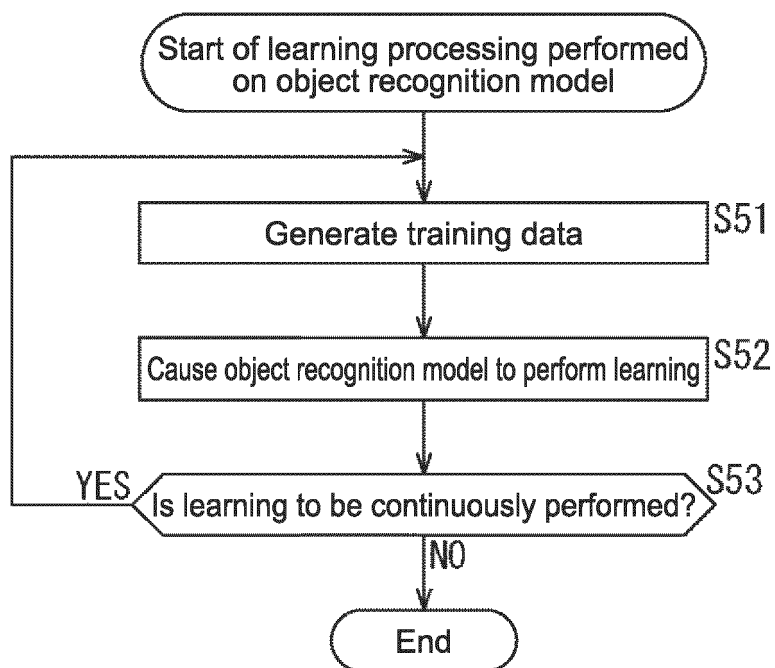 Start of learning processing performed
on object recognition model
Generate training data
S51
Cause object recognition model to perform learning
S52
YES
Is learning to be continuously performed?
S53
NO
End